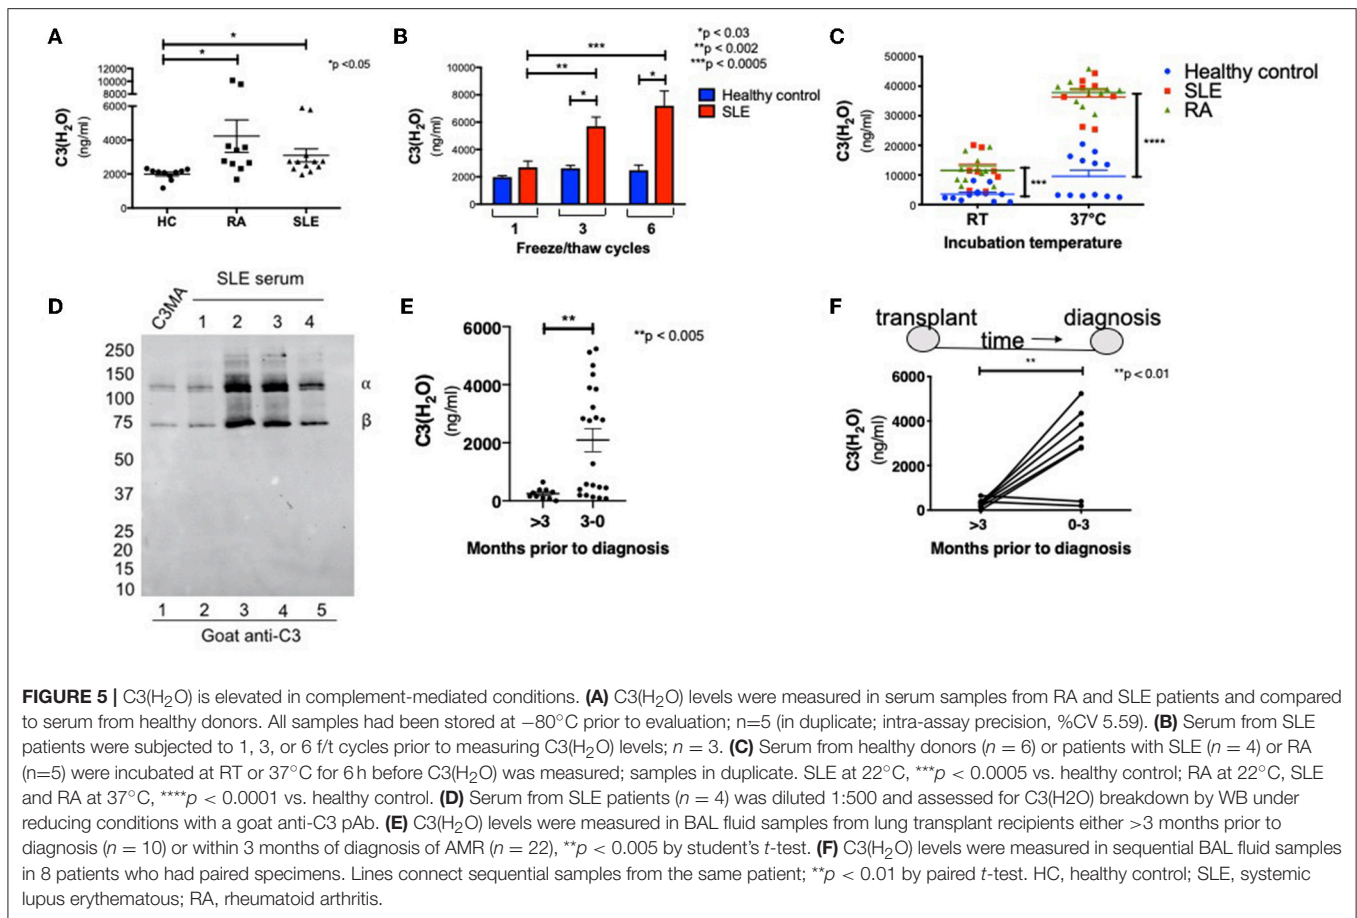 A
*
*
*p <0.05
12000
10000
8000
6000
4000
2000
0
C3(H₂O)
(ng/ml)
HC RA SLE
B
*p < 0.03
**p < 0.002
***p < 0.0005
***
**
*
*
10000
8000
6000
4000
2000
0
C3(H₂O)
(ng/ml)
Healthy control
SLE
1 3 6
Freeze/thaw cycles
C
50000
40000
30000
20000
10000
0
C3(H₂O)
(ng/ml)
Healthy control
SLE
RA
***
****
RT 37°C
Incubation temperature
D
SLE serum
C3MA 1 2 3 4
250
150
100
75
50
37
25
20
15
10
α
β
1 2 3 4 5
Goat anti-C3
E
**
**p < 0.005
6000
4000
2000
0
C3(H₂O)
(ng/ml)
>3 3-0
Months prior to diagnosis
F
transplant diagnosis
time
**
**p < 0.01
6000
4000
2000
0
C3(H₂O)
(ng/ml)
>3 0-3
Months prior to diagnosis
FIGURE 5 | C3(H₂O) is elevated in complement-mediated conditions. (A) C3(H₂O) levels were measured in serum samples from RA and SLE patients and compared
to serum from healthy donors. All samples had been stored at −80°C prior to evaluation; n=5 (in duplicate; intra-assay precision, %CV 5.59). (B) Serum from SLE
patients were subjected to 1, 3, or 6 f/t cycles prior to measuring C3(H₂O) levels; n = 3. (C) Serum from healthy donors (n = 6) or patients with SLE (n = 4) or RA
(n=5) were incubated at RT or 37°C for 6 h before C3(H₂O) was measured; samples in duplicate. SLE at 22°C, ***p < 0.0005 vs. healthy control; RA at 22°C, SLE
and RA at 37°C, ****p < 0.0001 vs. healthy control. (D) Serum from SLE patients (n = 4) was diluted 1:500 and assessed for C3(H2O) breakdown by WB under
reducing conditions with a goat anti-C3 pAb. (E) C3(H₂O) levels were measured in BAL fluid samples from lung transplant recipients either >3 months prior to
diagnosis (n = 10) or within 3 months of diagnosis of AMR (n = 22), **p < 0.005 by student's t-test. (F) C3(H₂O) levels were measured in sequential BAL fluid samples
in 8 patients who had paired specimens. Lines connect sequential samples from the same patient; **p < 0.01 by paired t-test. HC, healthy control; SLE, systemic
lupus erythematous; RA, rheumatoid arthritis.